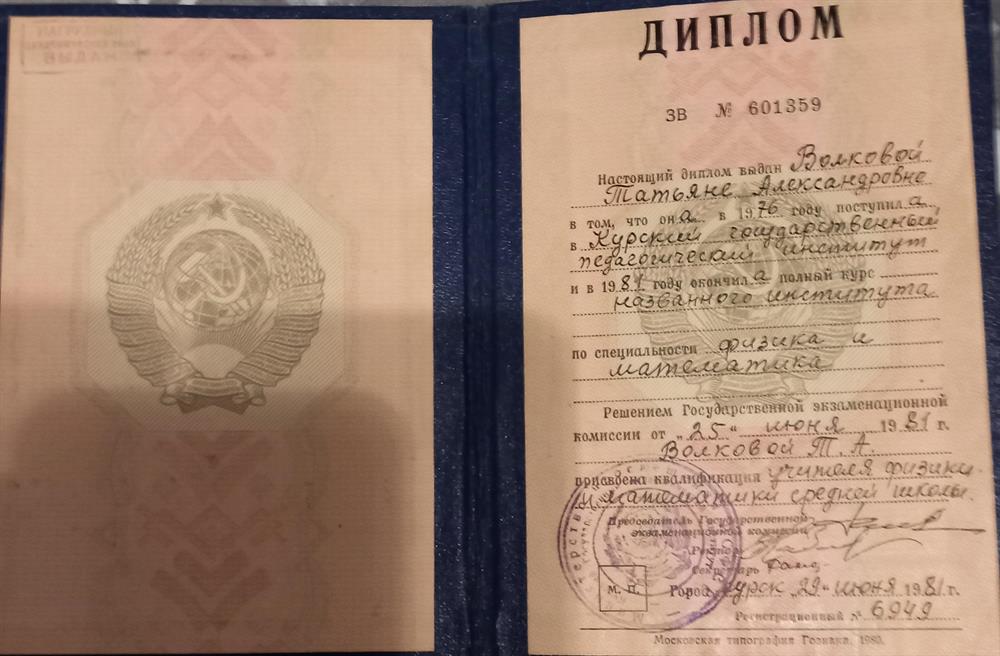 ДИПЛОМ
ЗВ № 601359
Настоящий диплом выдан Волковой
Татьяне Александровне
в том, что она в 1976 году поступила
в Курский государственный
педагогический институт
и в 1981 году окончила полный курс
названного института
по специальности физика и
математика
Решением Государственной экзаменационной
комиссии от „25“ июня 1981 г.
Волковой Т. А.
присвоена квалификация учителя физики
и математики средней школы.
Председатель Государственной
экзаменационной комиссии
Ректор
Секретарь
М. П. Город Курск „29“ июня 1981 г.
Регистрационный № 6949
Московская типография Гознака. 1980.